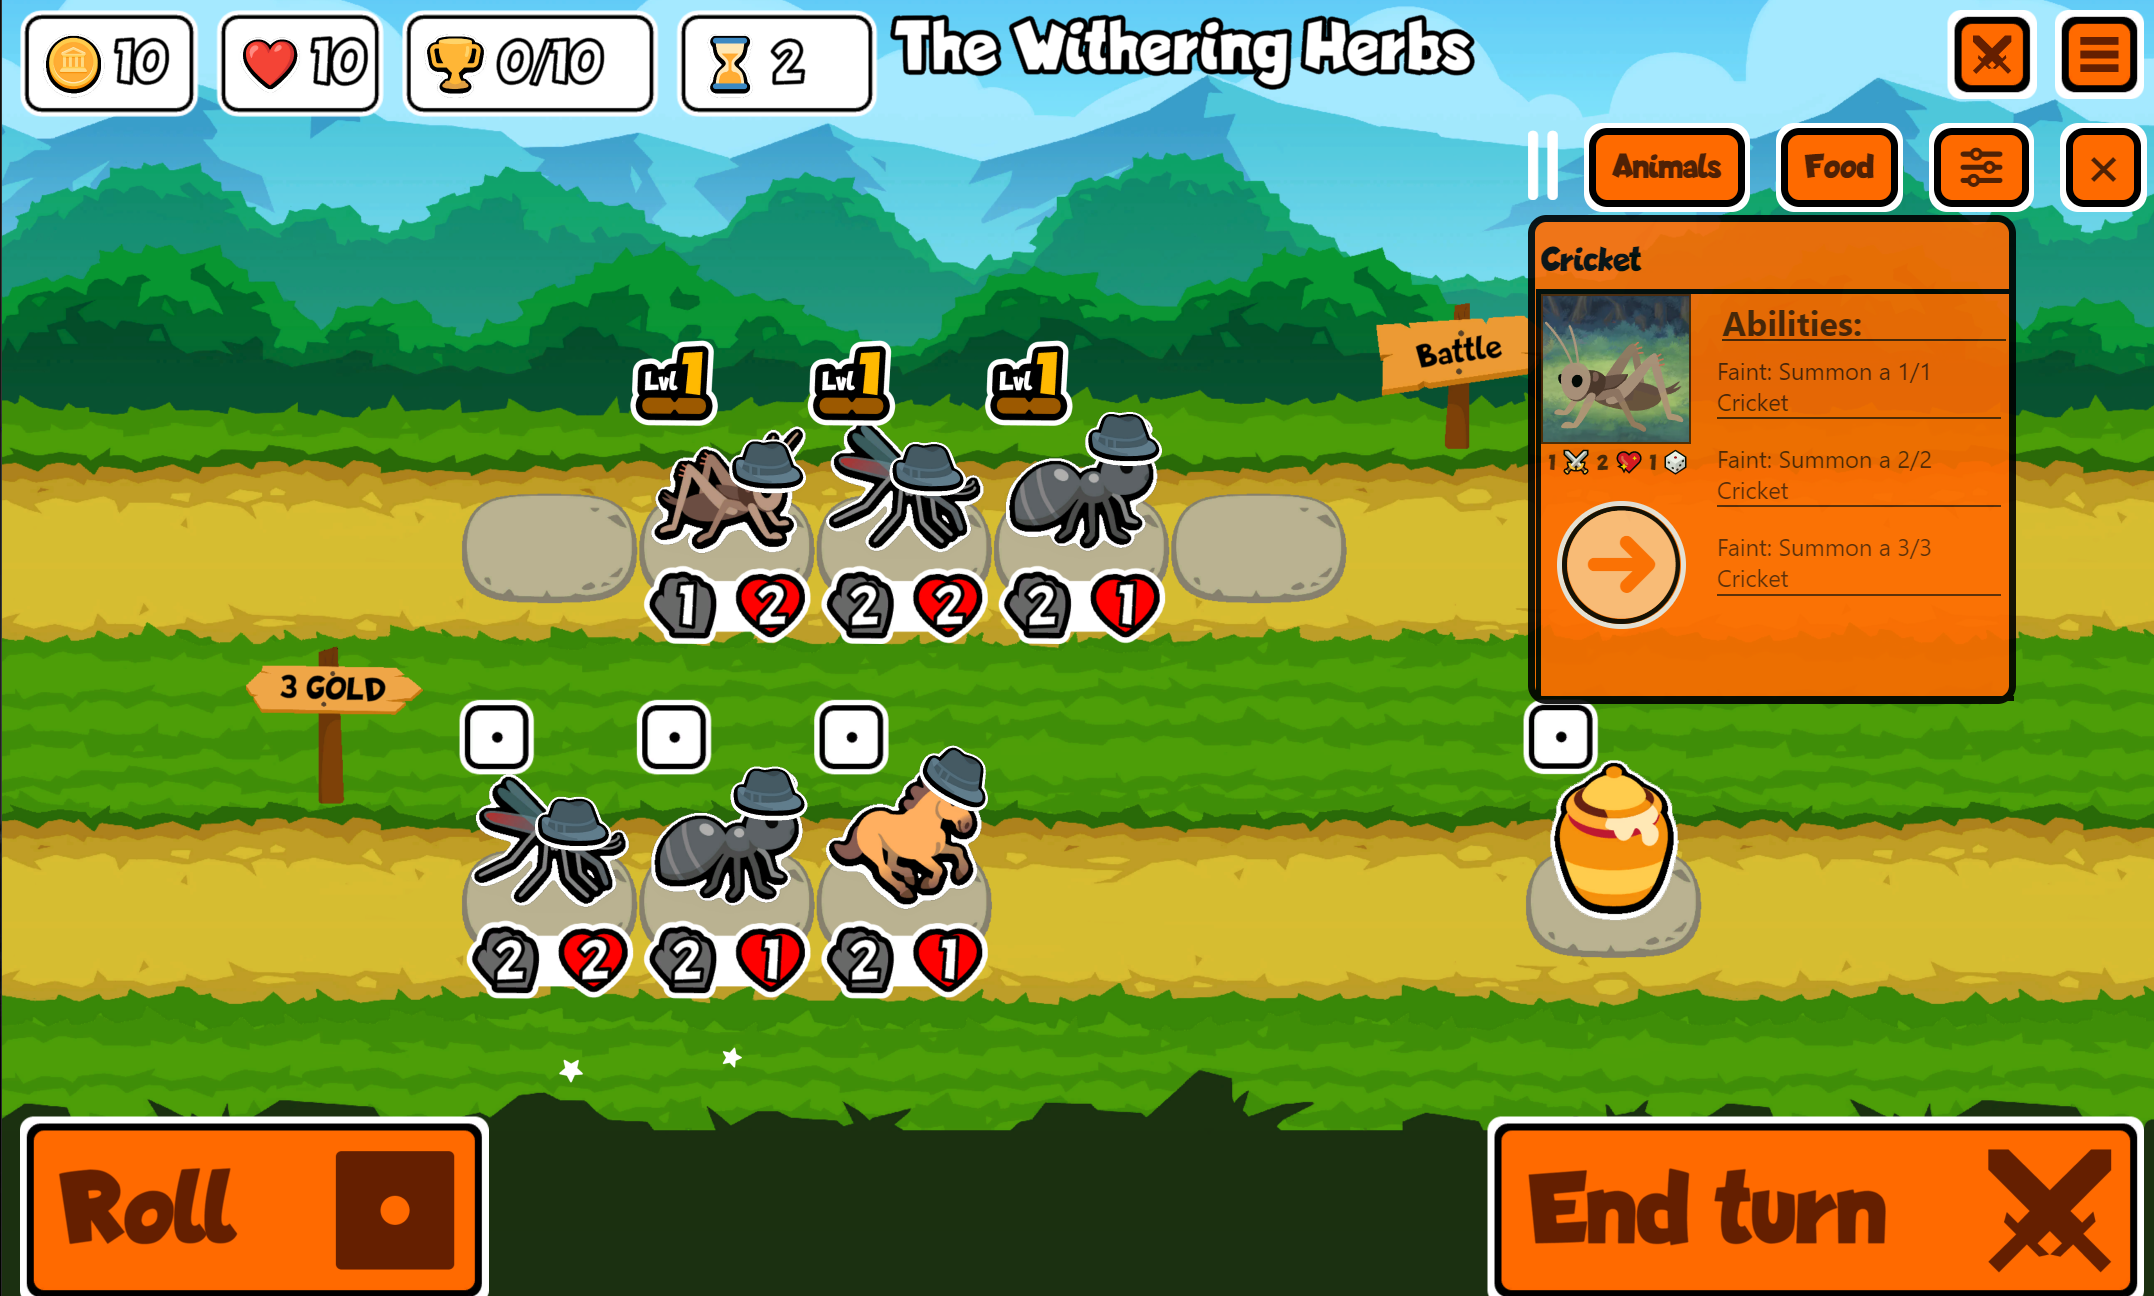 10
10
0/10
2
The Withering Herbs
Animals
Food
Cricket
Abilities:
Faint: Summon a 1/1
Cricket
Faint: Summon a 2/2
Cricket
Faint: Summon a 3/3
Cricket
1 2 1
Battle
Lvl 1
Lvl 1
Lvl 1
1 2
2 2
2 1
3 GOLD
2 2
2 1
2 1
Roll
End turn